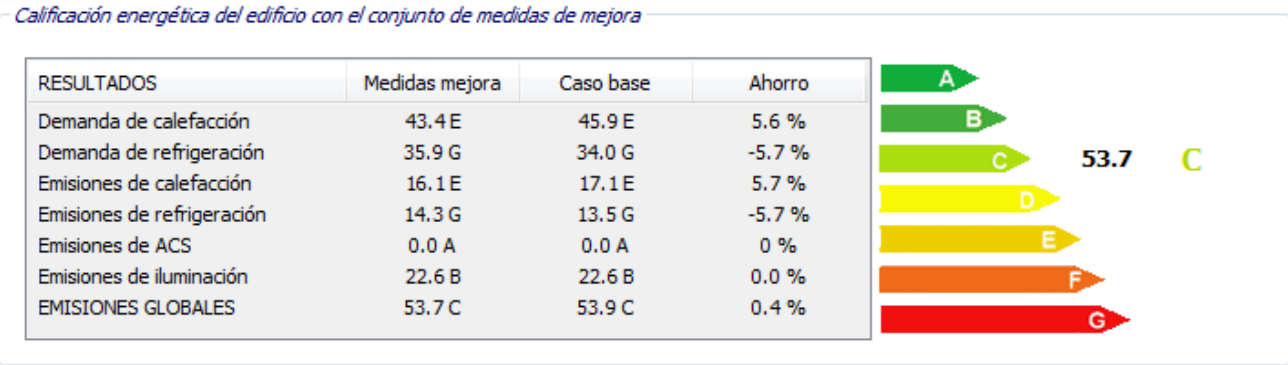 Calificación energética del edificio con el conjunto de medidas de mejora
RESULTADOS Medidas mejora Caso base Ahorro
Demanda de calefacción 43.4 E 45.9 E 5.6 %
Demanda de refrigeración 35.9 G 34.0 G -5.7 %
Emisiones de calefacción 16.1 E 17.1 E 5.7 %
Emisiones de refrigeración 14.3 G 13.5 G -5.7 %
Emisiones de ACS 0.0 A 0.0 A 0 %
Emisiones de iluminación 22.6 B 22.6 B 0.0 %
EMISIONES GLOBALES 53.7 C 53.9 C 0.4 %
A
B
C 53.7 C
D
E
F
G